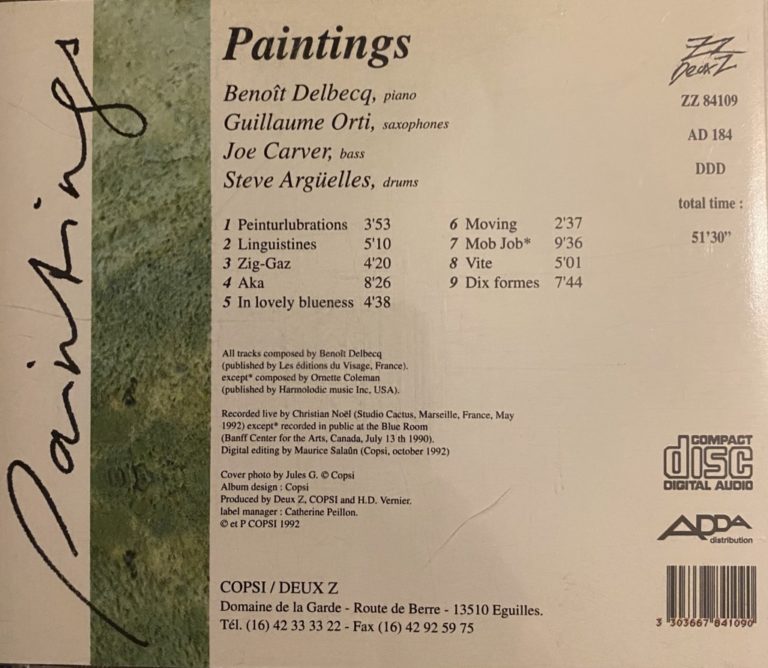 Paintings
Paintings
Benoît Delbecq, piano
Guillaume Orti, saxophones
Joe Carver, bass
Steve Argüelles, drums
1 Peinturlubrations 3'53
2 Linguistines 5'10
3 Zig-Gaz 4'20
4 Aka 8'26
5 In lovely blueness 4'38
6 Moving 2'37
7 Mob Job* 9'36
8 Vite 5'01
9 Dix formes 7'44
All tracks composed by Benoît Delbecq
(published by Les éditions du Visage, France).
except* composed by Ornette Coleman
(published by Harmolodic music Inc, USA).
Recorded live by Christian Noël (Studio Cactus, Marseille, France, May
1992) except* recorded in public at the Blue Room
(Banff Center for the Arts, Canada, July 13 th 1990).
Digital editing by Maurice Salaün (Copsi, october 1992)
Cover photo by Jules G. © Copsi
Album design : Copsi
Produced by Deux Z, COPSI and H.D. Vernier.
label manager : Catherine Peillon.
© et P COPSI 1992
COPSI / DEUX Z
Domaine de la Garde - Route de Berre - 13510 Eguilles.
Tél. (16) 42 33 33 22 - Fax (16) 42 92 59 75
ZZ
Deux Z
ZZ 84109
AD 184
DDD
total time :
51'30"
COMPACT
disc
DIGITAL AUDIO
ADDA
distribution
3 303667 841090